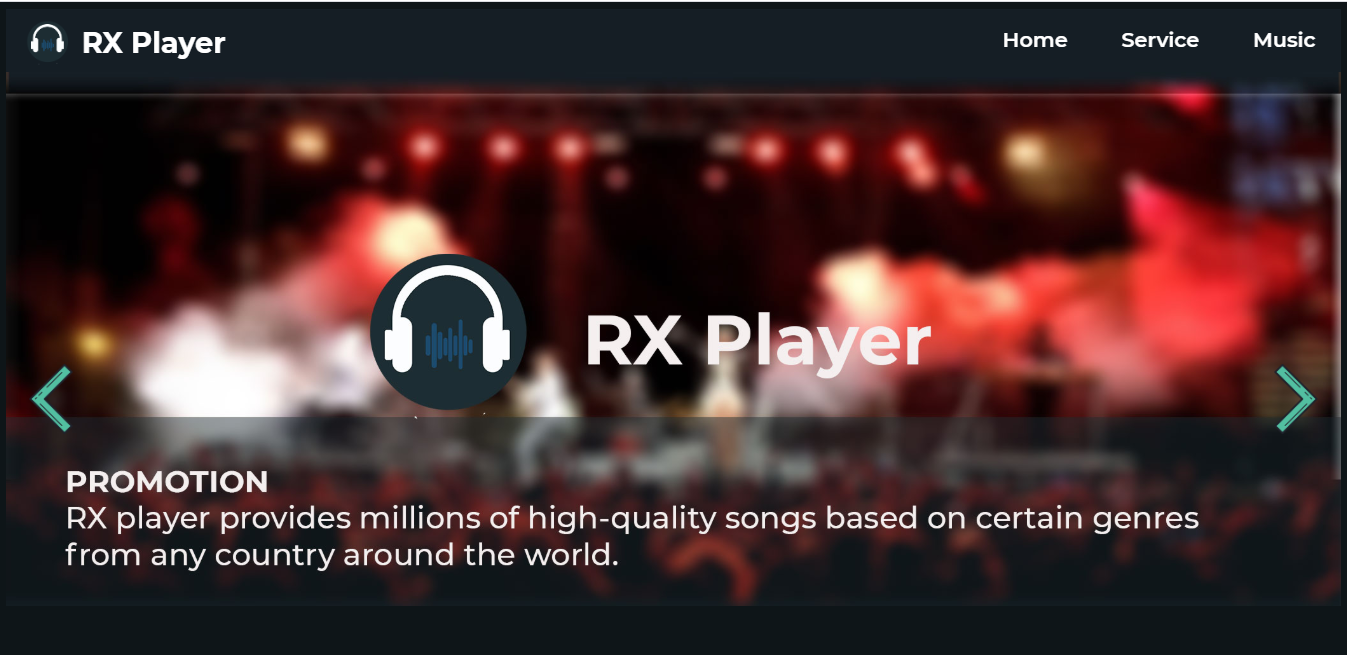 RX Player
Home
Service
Music
RX Player
PROMOTION
RX player provides millions of high-quality songs based on certain genres
from any country around the world.